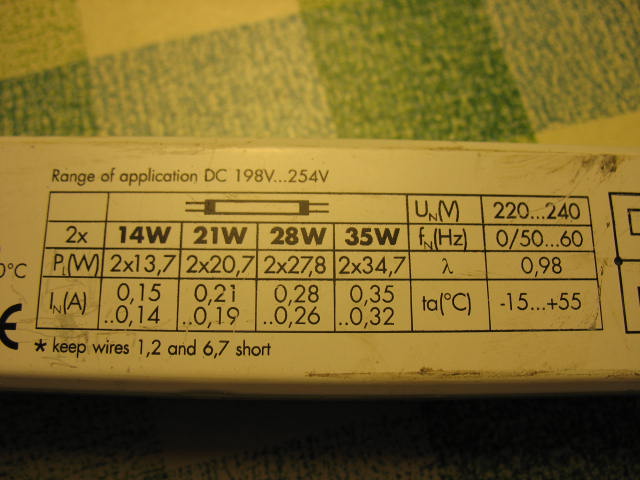 Range of application DC 198V...254V
U_N(V) 220...240
2x 14W 21W 28W 35W f_N(Hz) 0/50...60
P_L(W) 2x13,7 2x20,7 2x27,8 2x34,7 λ 0,98
0°C
I_N(A) 0,15 0,21 0,28 0,35 ta(°C) -15...+55
..0,14 ..0,19 ..0,26 ..0,32
CE
* keep wires 1,2 and 6,7 short